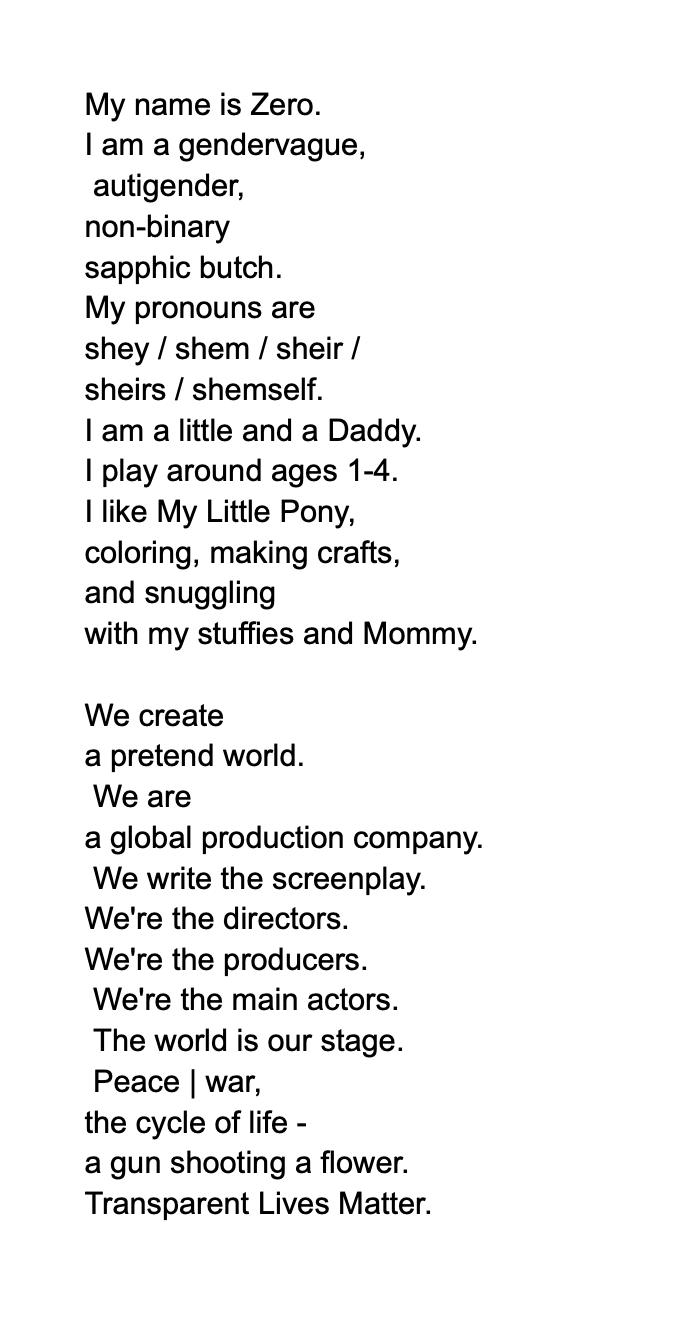 My name is Zero.
I am a gendervague,
autigender,
non-binary
sapphic butch.
My pronouns are
shey / shem / sheir /
sheirs / shemself.
I am a little and a Daddy.
I play around ages 1-4.
I like My Little Pony,
coloring, making crafts,
and snuggling
with my stuffies and Mommy.

We create
a pretend world.
We are
a global production company.
We write the screenplay.
We're the directors.
We're the producers.
We're the main actors.
The world is our stage.
Peace | war,
the cycle of life -
a gun shooting a flower.
Transparent Lives Matter.